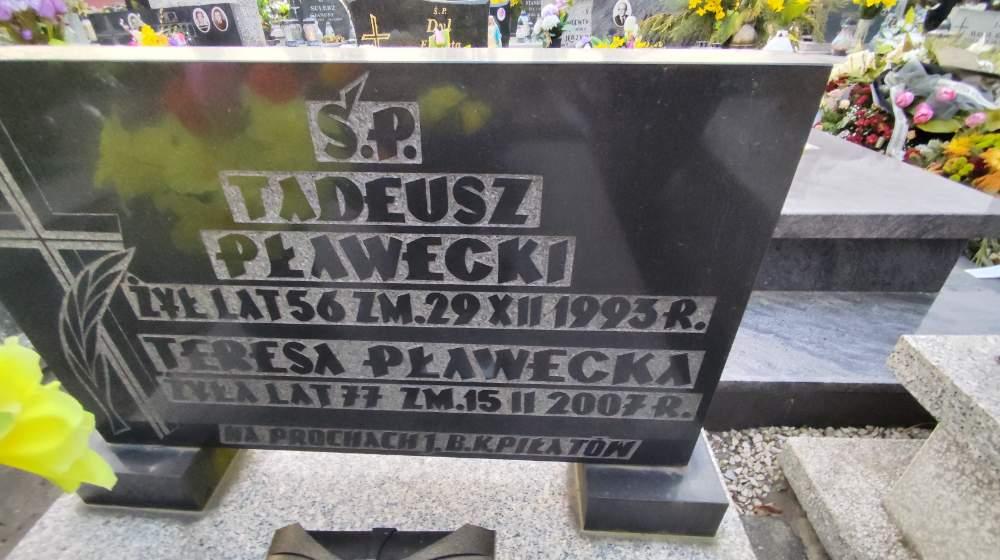 Ś.P.
TADEUSZ
PŁAWECKI
ŻYŁ LAT 56 ZM. 29 XII 1993 R.
TERESA PŁAWECKA
ŻYŁA LAT 77 ZM. 15 II 2007 R.
NA PROCHACH J.B.K PIŁATÓW
SEWERY
Ś.P.